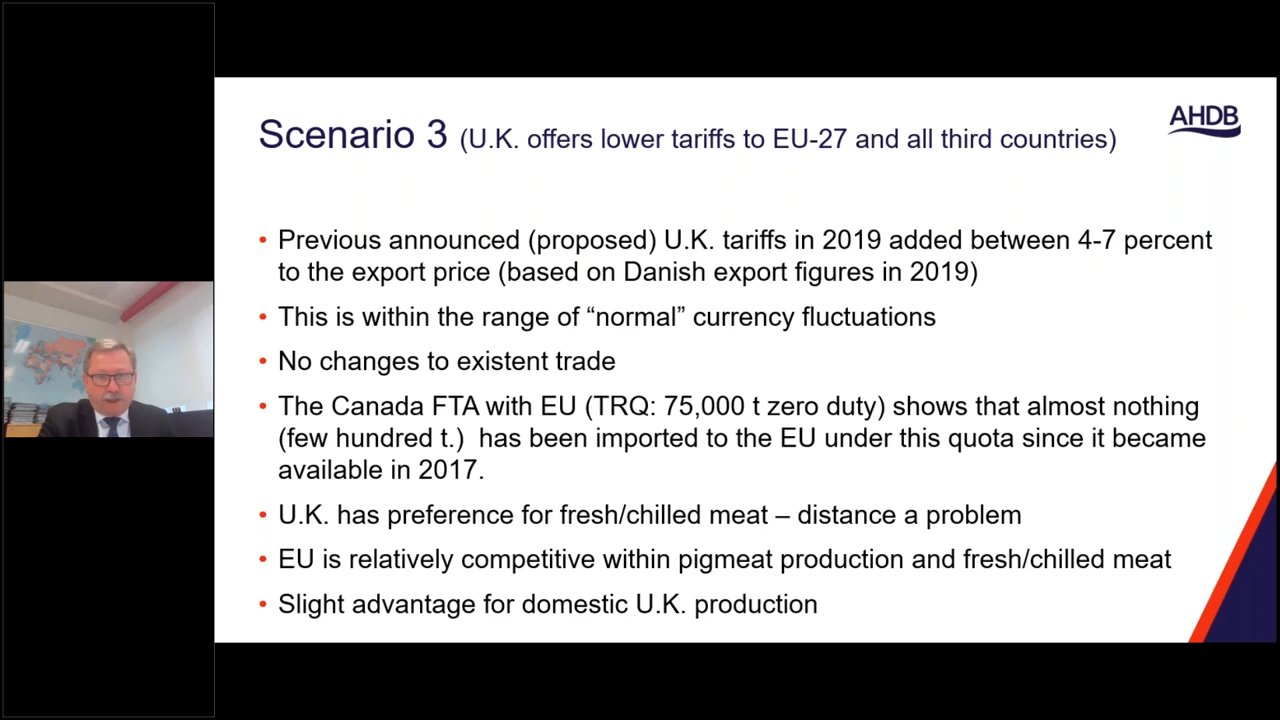 AHDB
Scenario 3 (U.K. offers lower tariffs to EU-27 and all third countries)
• Previous announced (proposed) U.K. tariffs in 2019 added between 4-7 percent
to the export price (based on Danish export figures in 2019)
• This is within the range of “normal” currency fluctuations
• No changes to existent trade
• The Canada FTA with EU (TRQ: 75,000 t zero duty) shows that almost nothing
(few hundred t.)  has been imported to the EU under this quota since it became
available in 2017.
• U.K. has preference for fresh/chilled meat – distance a problem
• EU is relatively competitive within pigmeat production and fresh/chilled meat
• Slight advantage for domestic U.K. production